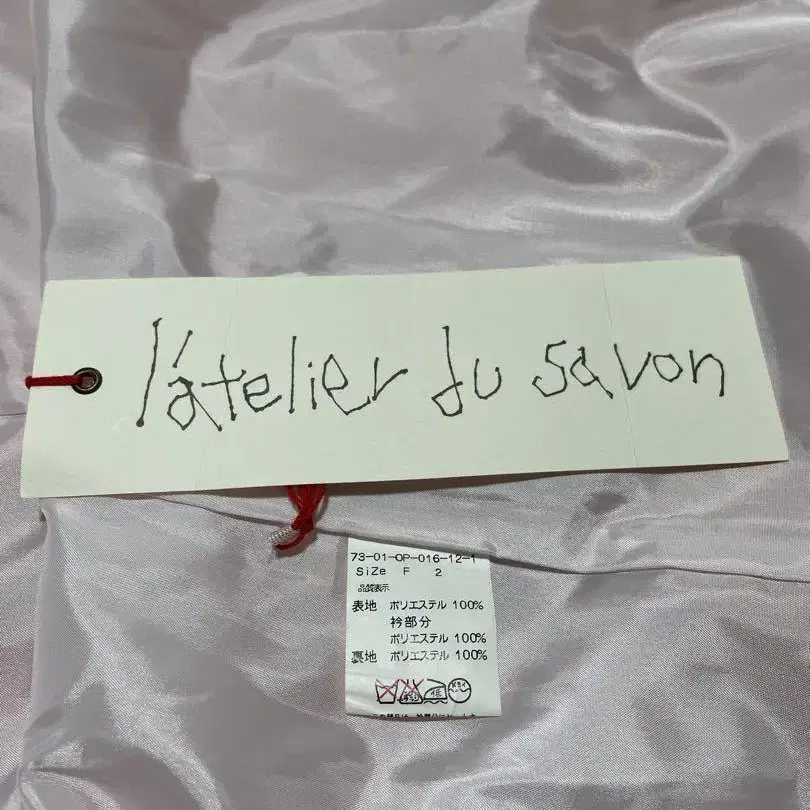 l'atelier du savon
73-01-OP-016-12-1
SiZe F 2
品質表示
表地 ポリエステル 100%
衿部分
ポリエステル 100%
裏地 ポリエステル 100%